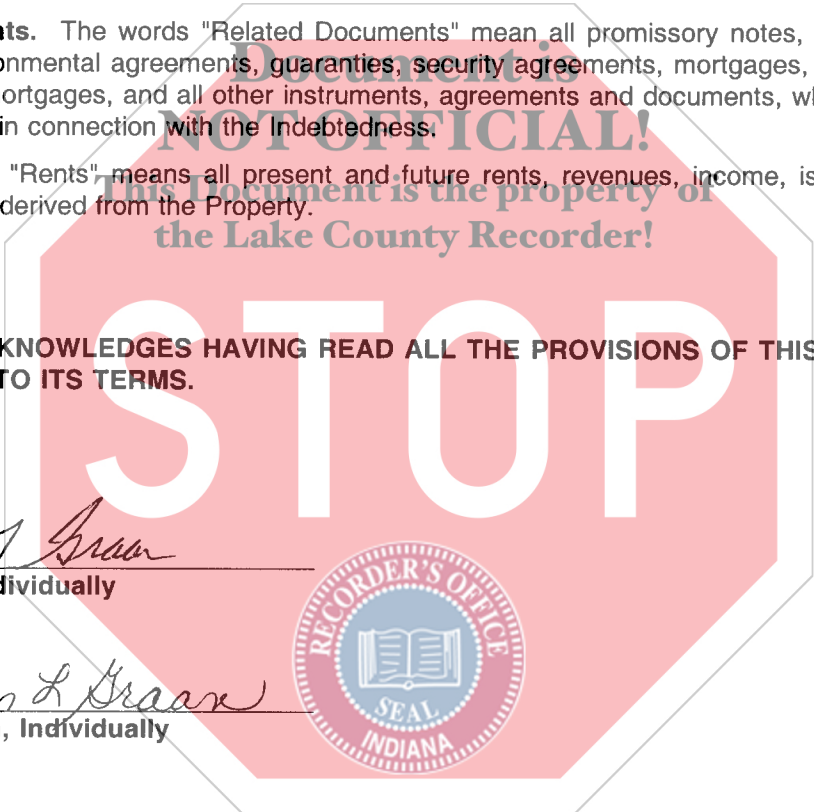 ts. The words "Related Documents" mean all promissory notes,
onmental agreements, guaranties, security agreements, mortgages,
ortgages, and all other instruments, agreements and documents, wh
in connection with the Indebtedness.
"Rents" means all present and future rents, revenues, income, is
derived from the Property.
Document is
NOT OFFICIAL!
This Document is the property of
the Lake County Recorder!
KNOWLEDGES HAVING READ ALL THE PROVISIONS OF THIS
TO ITS TERMS.
STOP
Graan
dividually
L Graan
, Individually
RECORDER'S OFFICE
SEAL
INDIANA